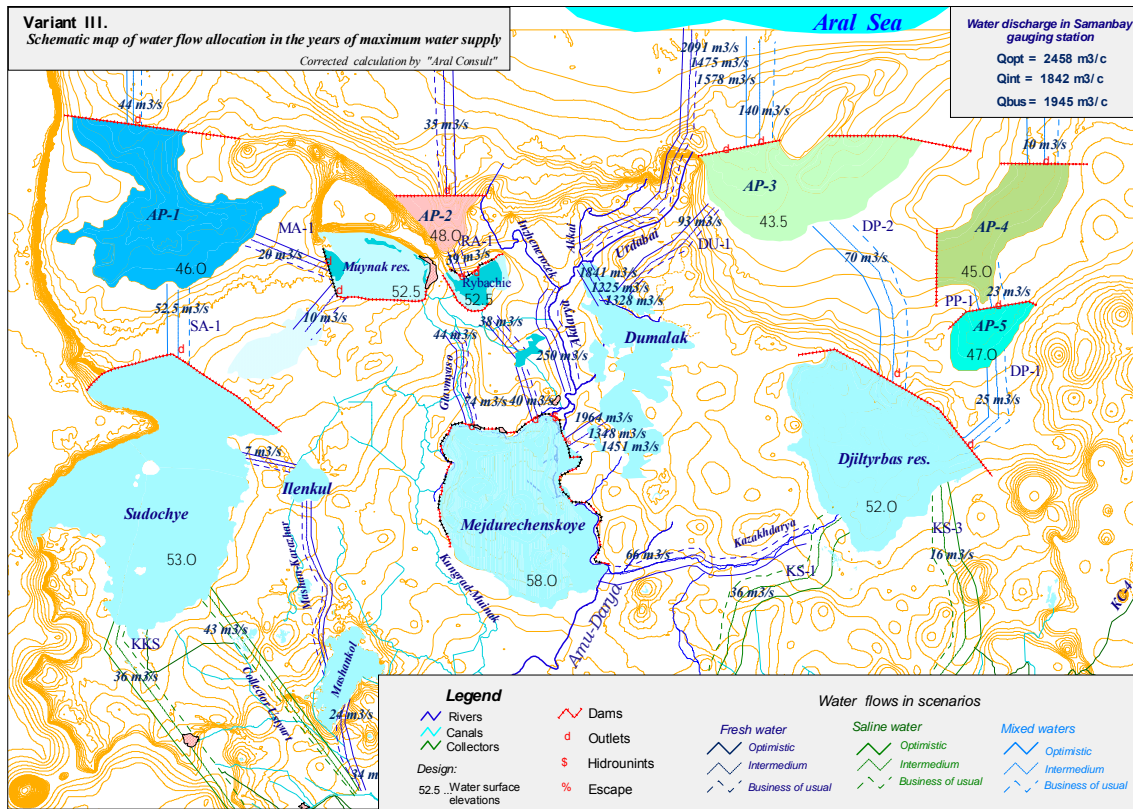 Variant III.
Schematic map of water flow allocation in the years of maximum water supply
Corrected calculation by "Aral Consult"
Aral Sea
Water discharge in Samanbay
gauging station
Qopt = 2458 m3/c
Qint = 1842 m3/c
Qbus = 1945 m3/c
44 m3/s
35 m3/s
2091 m3/s
1475 m3/s
1578 m3/s
140 m3/s
10 m3/s
AP-1
46.0
MA-1
20 m3/s
Muynak res.
52.5
10 m3/s
AP-2
48.0
RA-1
39 m3/s
Rybachie
52.5
Inzhenerozek
Akkai
Urdabai
93 m3/s
DU-1
AP-3
43.5
DP-2
70 m3/s
AP-4
45.0
PP-1
23 m3/s
AP-5
47.0
DP-1
25 m3/s
52.5 m3/s
SA-1
1841 m3/s
1225 m3/s
1328 m3/s
Akdarya
Dumalak
38 m3/s
44 m3/s
250 m3/s
Glavmyaso
74 m3/s
40 m3/s
1964 m3/s
1348 m3/s
1451 m3/s
7 m3/s
Ilenkul
Sudochye
53.0
Mejdurechenskoye
58.0
Djiltyrbas res.
52.0
Kazakhdarya
66 m3/s
KS-1
36 m3/s
KS-3
16 m3/s
KC-4
Mashan-Karazhar
Kungrad-Muinak
Amu-Darya
KKS
43 m3/s
36 m3/s
Collector Ustyurt
Mashankol
24 m3/s
34 m
Legend
Rivers
Canals
Collectors
Design:
52.5 ... Water surface
elevations
Dams
d Outlets
$ Hidrounints
% Escape
Water flows in scenarios
Fresh water
Optimistic
Intermedium
Business of usual
Saline water
Optimistic
Intermedium
Business of usual
Mixed waters
Optimistic
Intermedium
Business of usual